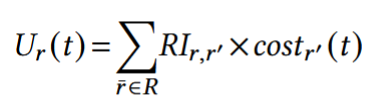 U_r(t) = ∑_{r̄∈R} RI_{r,r′} × cost_{r′}(t)